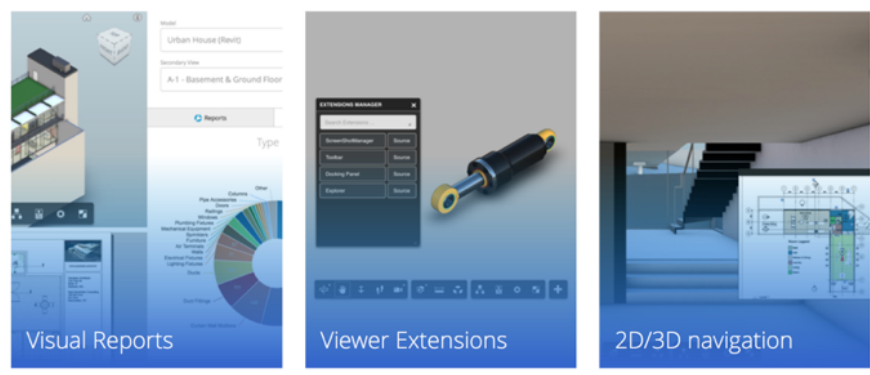 Model
Urban House (Revit)
Secondary View
A-1 - Basement & Ground Floor
Reports
Type
Other
Columns
Pipe Accessories
Doors
Railings
Windows
Plumbing Fixtures
Mechanical Equipment
Sprinklers
Furniture
Air Terminals
Walls
Electrical Fixtures
Lighting Fixtures
Ducts
Duct Fittings
Visual Reports
EXTENSIONS MANAGER
Search Extensions ...
ScreenShotManager Source
Toolbar Source
Docking Panel Source
Explorer Source
Viewer Extensions
2D/3D navigation